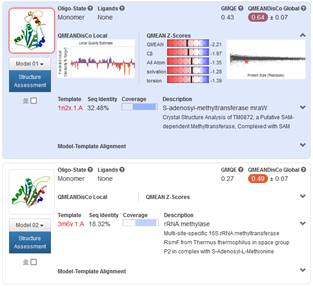 Oligo-State Ligands GMQE QMEANDisCo Global
Monomer None 0.43 0.64 ± 0.07
QMEANDisCo Local QMEAN Z-Scores
Local Quality Estimate
QMEAN -2.21
Cβ -1.97
All Atom -1.35
solvation -1.28
torsion -1.39
Protein Size (Residues)
Model 01
Structure Assessment
Template Seq Identity Coverage Description
1n2x.1.A 32.48% S-adenosyl-methyltransferase mraW
Crystal Structure Analysis of TM0872, a Putative SAM-
dependent Methyltransferase, Complexed with SAM
Model-Template Alignment
Oligo-State Ligands GMQE QMEANDisCo Global
Monomer None 0.27 0.49 ± 0.07
QMEANDisCo Local QMEAN Z-Scores
Model 02
Structure Assessment
Template Seq Identity Coverage Description
3m6v.1.A 18.32% rRNA methylase
Multi-site-specific 16S rRNA methyltransferase
RsmF from Thermus thermophilus in space group
P2 in complex with S-Adenosyl-L-Methionine
Model-Template Alignment